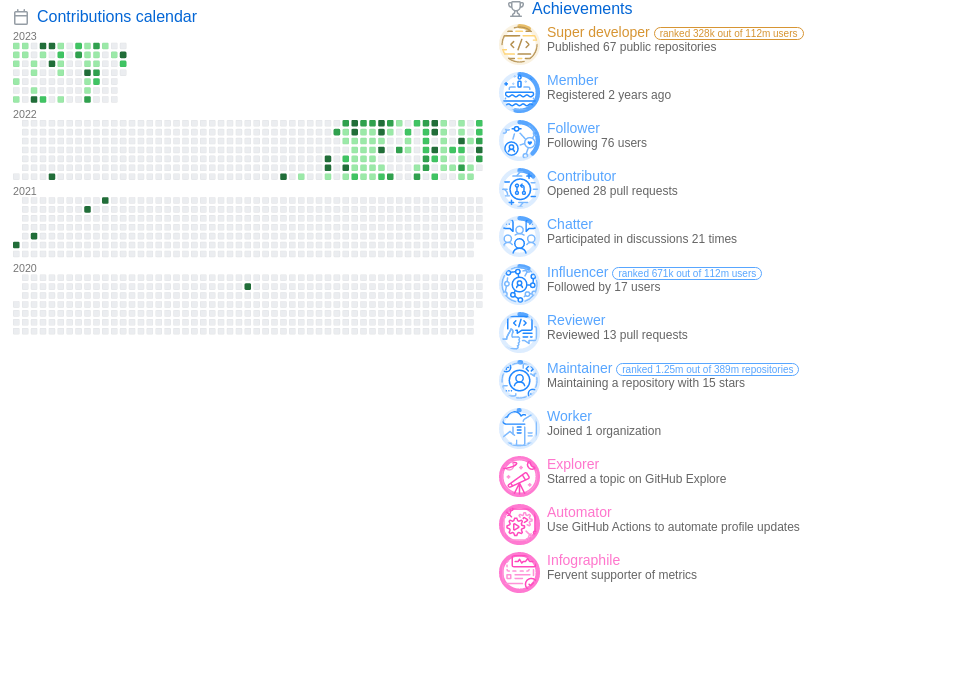 Contributions calendar
2023
2022
2021
2020
Achievements
Super developer ranked 328k out of 112m users
Published 67 public repositories
Member
Registered 2 years ago
Follower
Following 76 users
Contributor
Opened 28 pull requests
Chatter
Participated in discussions 21 times
Influencer ranked 671k out of 112m users
Followed by 17 users
Reviewer
Reviewed 13 pull requests
Maintainer ranked 1.25m out of 389m repositories
Maintaining a repository with 15 stars
Worker
Joined 1 organization
Explorer
Starred a topic on GitHub Explore
Automator
Use GitHub Actions to automate profile updates
Infographile
Fervent supporter of metrics